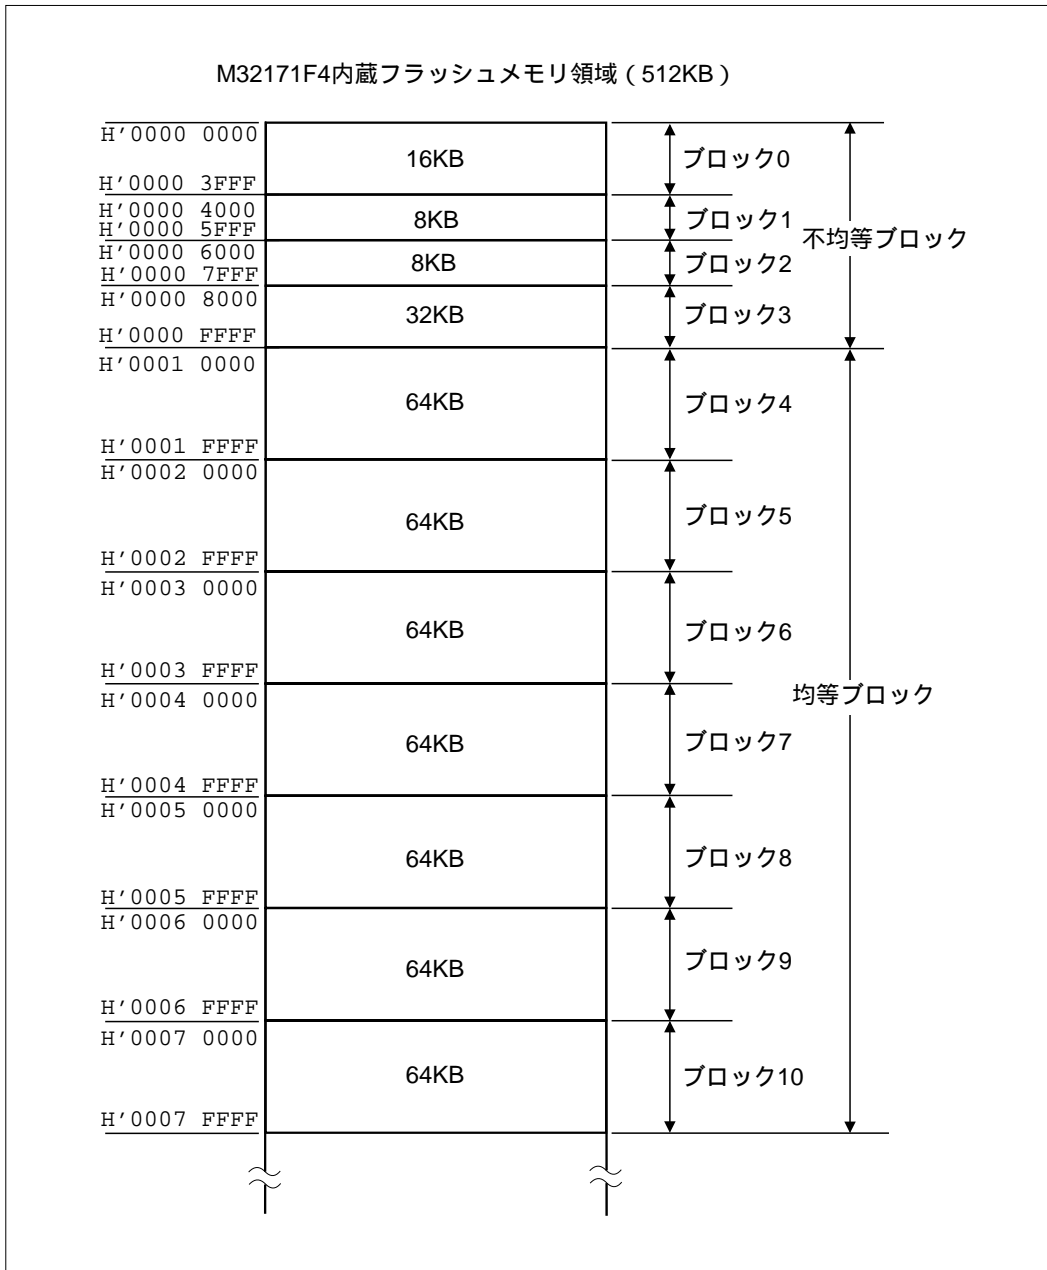 M32171F4内蔵フラッシュメモリ領域（512KB）
H'0000 0000
16KB
ブロック0
H'0000 3FFF
H'0000 4000
8KB
ブロック1
H'0000 5FFF
不均等ブロック
H'0000 6000
8KB
ブロック2
H'0000 7FFF
H'0000 8000
32KB
ブロック3
H'0000 FFFF
H'0001 0000
64KB
ブロック4
H'0001 FFFF
H'0002 0000
64KB
ブロック5
H'0002 FFFF
H'0003 0000
64KB
ブロック6
H'0003 FFFF
均等ブロック
H'0004 0000
64KB
ブロック7
H'0004 FFFF
H'0005 0000
64KB
ブロック8
H'0005 FFFF
H'0006 0000
64KB
ブロック9
H'0006 FFFF
H'0007 0000
64KB
ブロック10
H'0007 FFFF